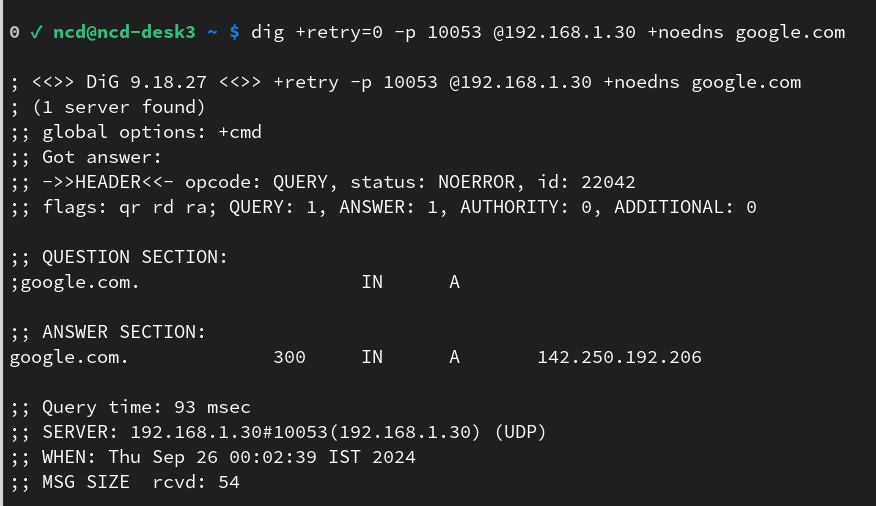 0 ✓ ncd@ncd-desk3 ~ $ dig +retry=0 -p 10053 @192.168.1.30 +noedns google.com
; <<>> DiG 9.18.27 <<>> +retry -p 10053 @192.168.1.30 +noedns google.com
; (1 server found)
;; global options: +cmd
;; Got answer:
;; ->>HEADER<<- opcode: QUERY, status: NOERROR, id: 22042
;; flags: qr rd ra; QUERY: 1, ANSWER: 1, AUTHORITY: 0, ADDITIONAL: 0
;; QUESTION SECTION:
;google.com. IN A
;; ANSWER SECTION:
google.com. 300 IN A 142.250.192.206
;; Query time: 93 msec
;; SERVER: 192.168.1.30#10053(192.168.1.30) (UDP)
;; WHEN: Thu Sep 26 00:02:39 IST 2024
;; MSG SIZE rcvd: 54